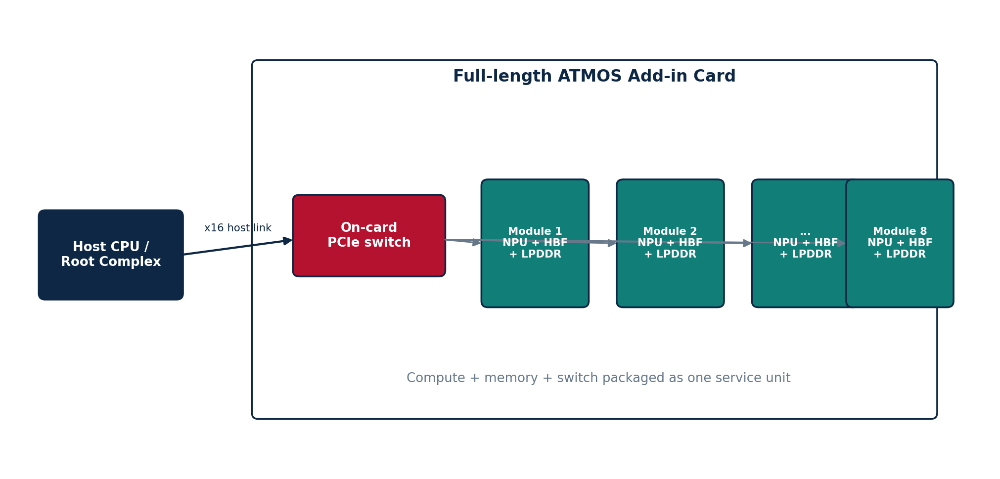 Full-length ATMOS Add-in Card
x16 host link
Host CPU /
Root Complex
On-card
PCIe switch
Module 1
NPU + HBF
+ LPDDR
Module 2
NPU + HBF
+ LPDDR
...
NPU + HBF
+ LPDDR
Module 8
NPU + HBF
+ LPDDR
Compute + memory + switch packaged as one service unit